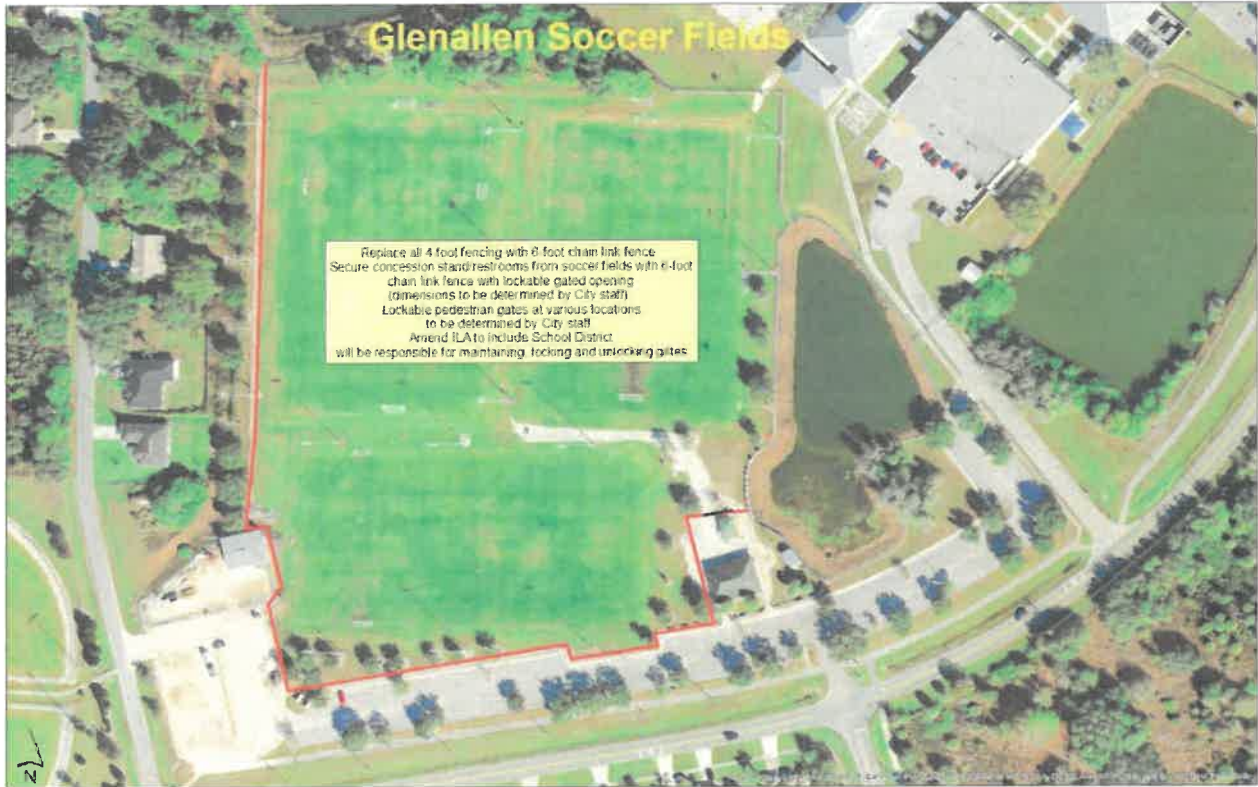 Glenallen Soccer Fields
Replace all 4 foot fencing with 6-foot chain link fence
Secure concession stand/restrooms from soccer fields with 6-foot
chain link fence with lockable gated opening
(dimensions to be determined by City staff)
Lockable pedestrian gates at various locations
to be determined by City staff
Amend ILA to include School District
will be responsible for maintaining, locking and unlocking gates
N